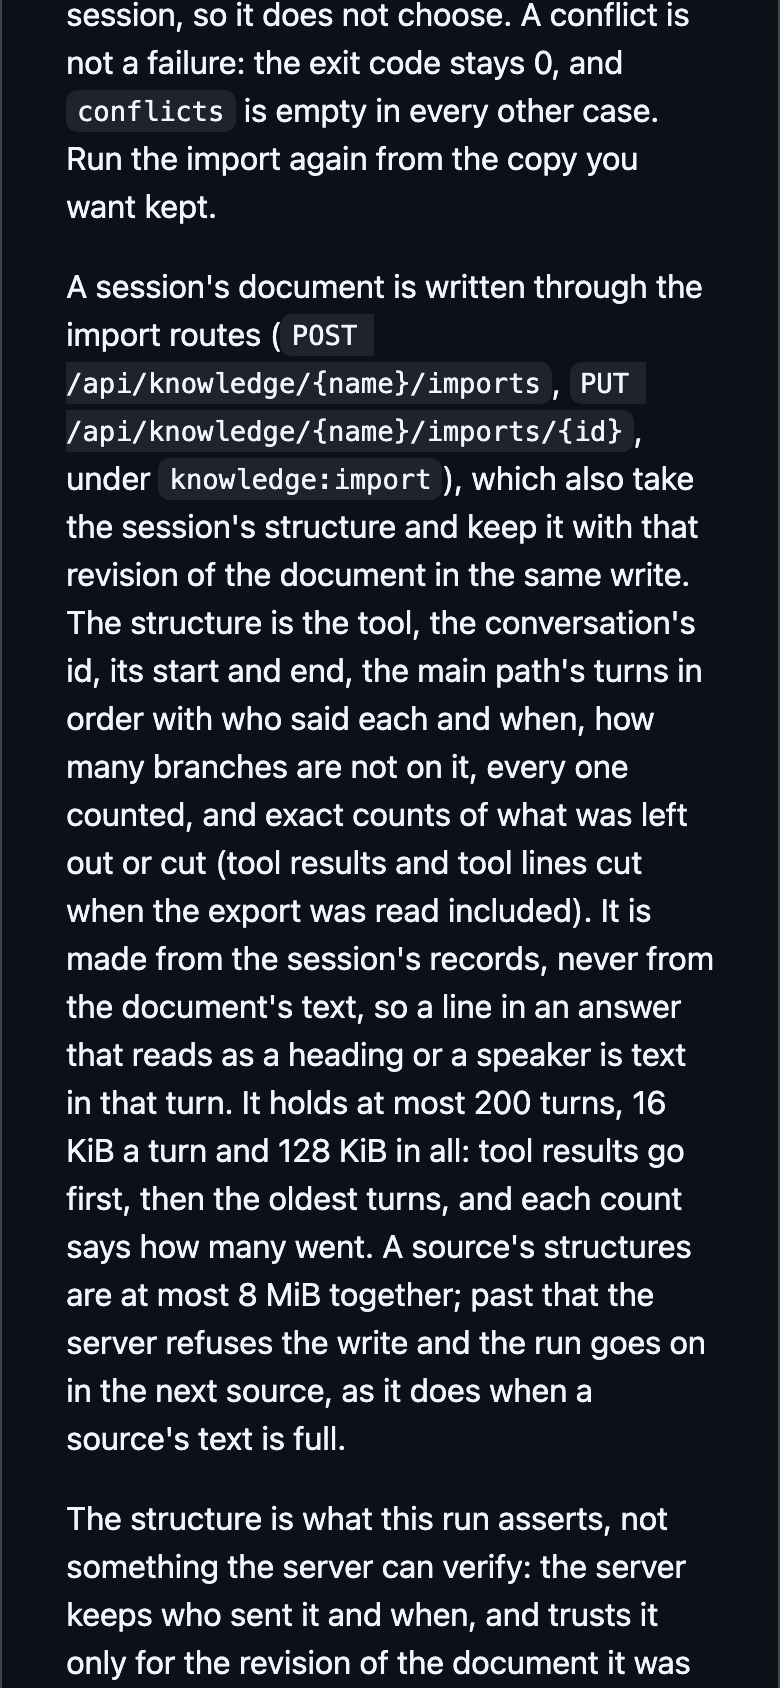 session, so it does not choose. A conflict is
not a failure: the exit code stays 0, and
conflicts is empty in every other case.
Run the import again from the copy you
want kept.
A session's document is written through the
import routes (POST
/api/knowledge/{name}/imports, PUT
/api/knowledge/{name}/imports/{id},
under knowledge:import), which also take
the session's structure and keep it with that
revision of the document in the same write.
The structure is the tool, the conversation's
id, its start and end, the main path's turns in
order with who said each and when, how
many branches are not on it, every one
counted, and exact counts of what was left
out or cut (tool results and tool lines cut
when the export was read included). It is
made from the session's records, never from
the document's text, so a line in an answer
that reads as a heading or a speaker is text
in that turn. It holds at most 200 turns, 16
KiB a turn and 128 KiB in all: tool results go
first, then the oldest turns, and each count
says how many went. A source's structures
are at most 8 MiB together; past that the
server refuses the write and the run goes on
in the next source, as it does when a
source's text is full.
The structure is what this run asserts, not
something the server can verify: the server
keeps who sent it and when, and trusts it
only for the revision of the document it was